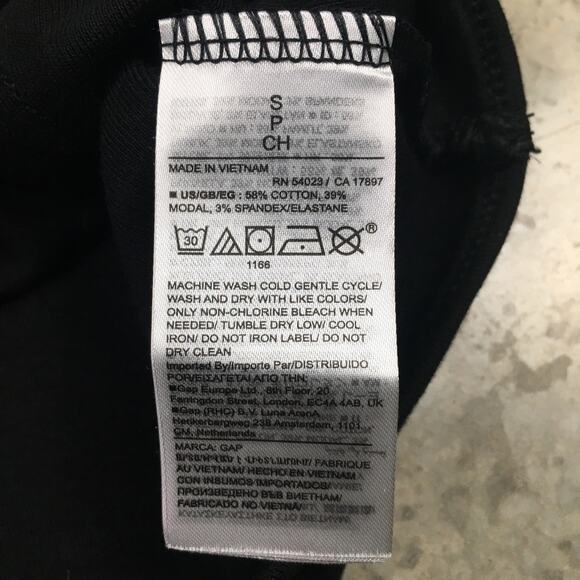 S
P
CH
MADE IN VIETNAM
RN 54023 / CA 17897
■ US/GB/EG : 58% COTTON, 39%
MODAL, 3% SPANDEX/ELASTANE
30
®
1166
MACHINE WASH COLD GENTLE CYCLE/
WASH AND DRY WITH LIKE COLORS/
ONLY NON-CHLORINE BLEACH WHEN
NEEDED/ TUMBLE DRY LOW/ COOL
IRON/ DO NOT IRON LABEL/ DO NOT
DRY CLEAN
Imported By/Importe Par/DISTRIBUIDO
POR/ΕΙΣΑΓΕΤΑΙ ΑΠΟ ΤΗΝ:
■Gap Europe Ltd., 8th Floor, 20
Farringdon Street, London, EC4A 4AB, UK
■Gap (RHC) B.V. Luna ArenA,
Herikerbergweg 238 Amsterdam, 1101
CM, Netherlands
MARCA: GAP
FABRIQUE
AU VIETNAM/ HECHO EN VIETNAM
CON INSUMOS IMPORTADOS/
ПРОИЗВЕДЕНО ВЪВ ВИЕТНАМ/
FABRICADO NO VIETNÃ/